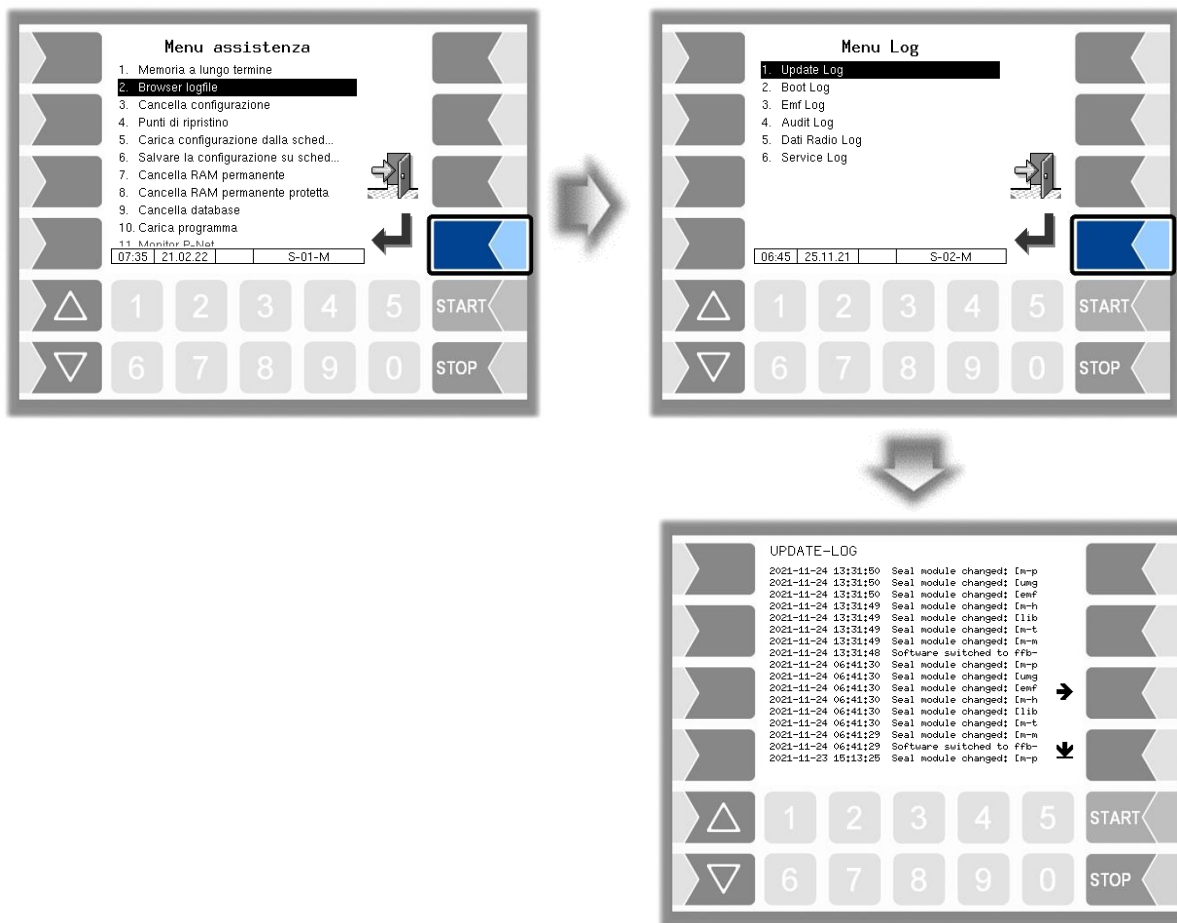 Menu assistenza
1. Memoria a lungo termine
2. Browser logfile
3. Cancella configurazione
4. Punti di ripristino
5. Carica configurazione dalla sched...
6. Salvare la configurazione su sched...
7. Cancella RAM permanente
8. Cancella RAM permanente protetta
9. Cancella database
10. Carica programma
11. Monitor P-Net
07:35 21.02.22 S-01-M
1 2 3 4 5 START
6 7 8 9 0 STOP
Menu Log
1. Update Log
2. Boot Log
3. Emf Log
4. Audit Log
5. Dati Radio Log
6. Service Log
06:45 25.11.21 S-02-M
1 2 3 4 5 START
6 7 8 9 0 STOP
UPDATE-LOG
2021-11-24 13:31:50 Seal module changed: [m-p
2021-11-24 13:31:50 Seal module changed: [umg
2021-11-24 13:31:50 Seal module changed: [emf
2021-11-24 13:31:49 Seal module changed: [m-h
2021-11-24 13:31:49 Seal module changed: [lib
2021-11-24 13:31:49 Seal module changed: [m-t
2021-11-24 13:31:49 Seal module changed: [m-m
2021-11-24 13:31:48 Software switched to ffb-
2021-11-24 06:41:30 Seal module changed: [m-p
2021-11-24 06:41:30 Seal module changed: [umg
2021-11-24 06:41:30 Seal module changed: [emf
2021-11-24 06:41:30 Seal module changed: [m-h
2021-11-24 06:41:30 Seal module changed: [lib
2021-11-24 06:41:30 Seal module changed: [m-t
2021-11-24 06:41:29 Seal module changed: [m-m
2021-11-24 06:41:29 Software switched to ffb-
2021-11-23 15:13:25 Seal module changed: [m-p
1 2 3 4 5 START
6 7 8 9 0 STOP